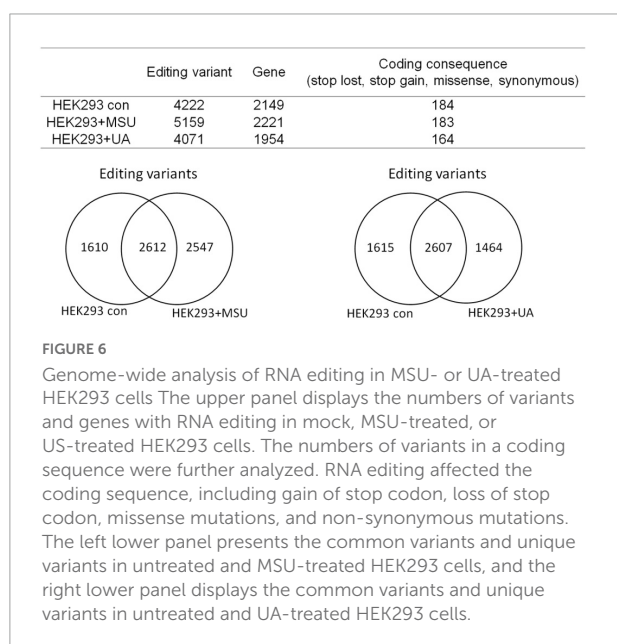 Editing variant Gene Coding consequence
(stop lost, stop gain, missense, synonymous)
HEK293 con 4222 2149 184
HEK293+MSU 5159 2221 183
HEK293+UA 4071 1954 164
Editing variants
1610 2612 2547
HEK293 con HEK293+MSU
Editing variants
1615 2607 1464
HEK293 con HEK293+UA
FIGURE 6
Genome-wide analysis of RNA editing in MSU- or UA-treated
HEK293 cells The upper panel displays the numbers of variants
and genes with RNA editing in mock, MSU-treated, or
US-treated HEK293 cells. The numbers of variants in a coding
sequence were further analyzed. RNA editing affected the
coding sequence, including gain of stop codon, loss of stop
codon, missense mutations, and non-synonymous mutations.
The left lower panel presents the common variants and unique
variants in untreated and MSU-treated HEK293 cells, and the
right lower panel displays the common variants and unique
variants in untreated and UA-treated HEK293 cells.